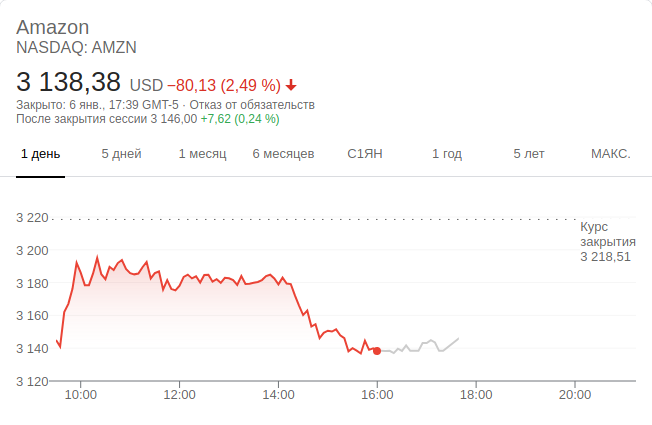 Amazon
NASDAQ: AMZN
3 138,38 USD −80,13 (2,49 %)
Закрыто: 6 янв., 17:39 GMT-5 · Отказ от обязательств
После закрытия сессии 3 146,00 +7,62 (0,24 %)
1 день 5 дней 1 месяц 6 месяцев С1ЯН 1 год 5 лет МАКС.
3 220
Курс
закрытия
3 218,51
3 200
3 180
3 160
3 140
3 120
10:00 12:00 14:00 16:00 18:00 20:00